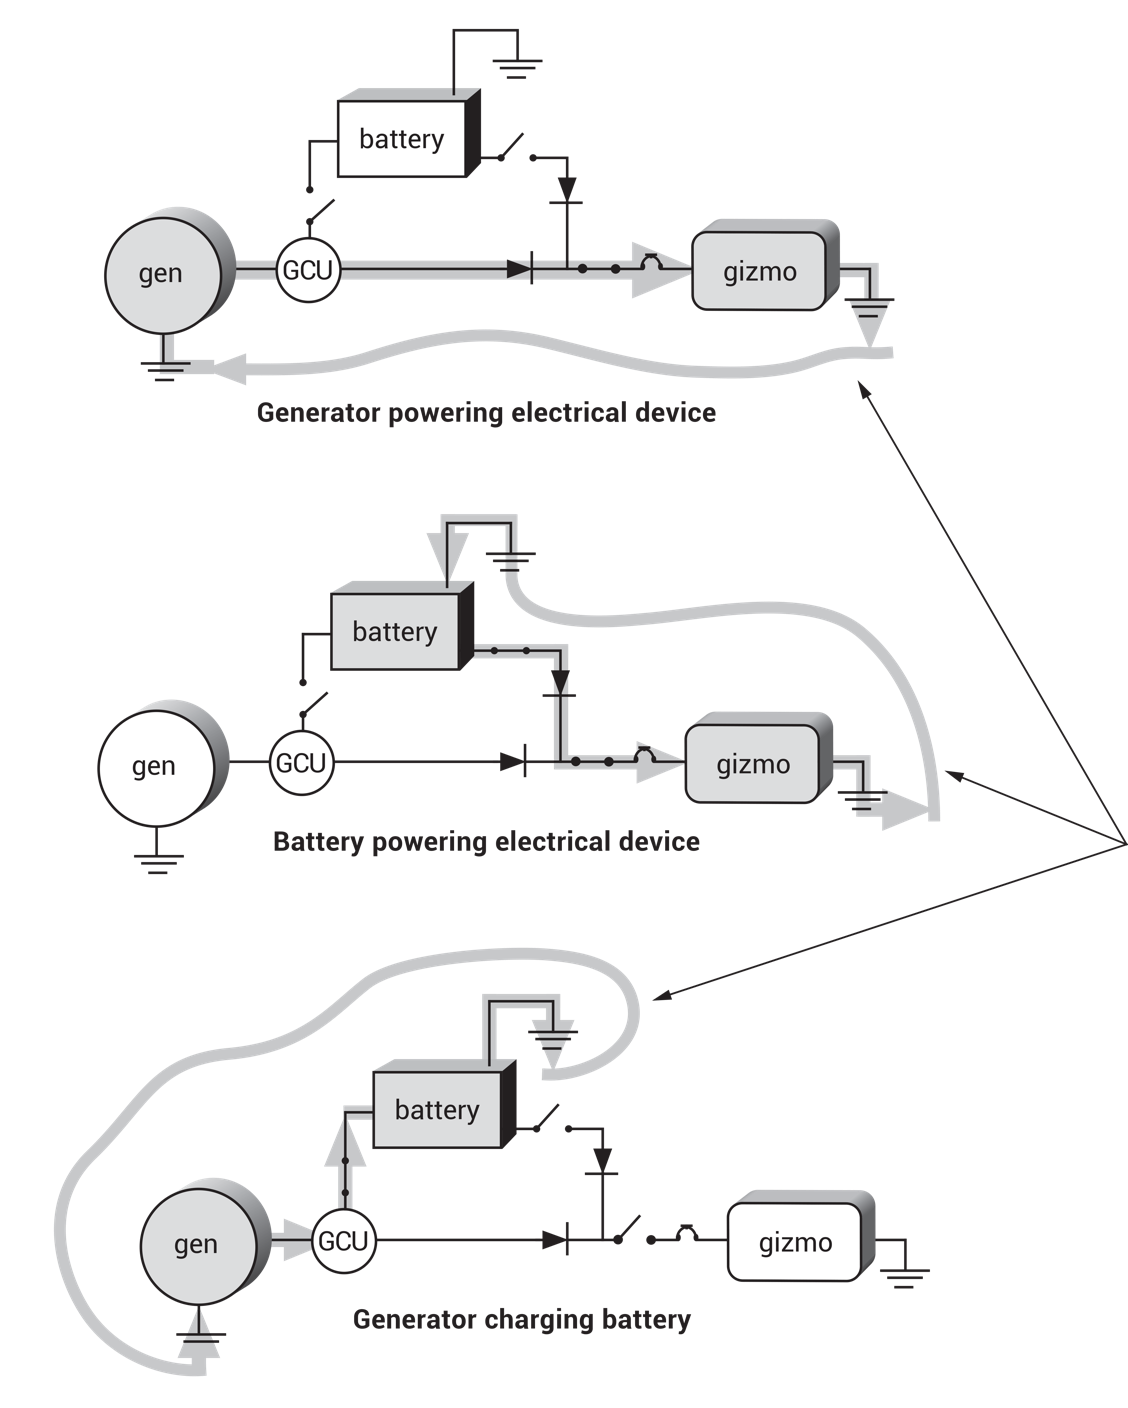 battery
gen
GCU
gizmo
Generator powering electrical device
battery
gen
GCU
gizmo
Battery powering electrical device
battery
gen
GCU
gizmo
Generator charging battery